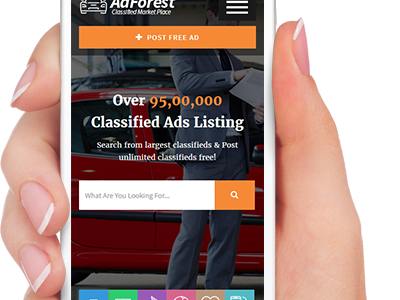 AdForest
Classified Market Place
POST FREE AD
Over 95,00,000
Classified Ads Listing
Search from largest classifieds & Post
unlimited classifieds free!
What Are You Looking For...